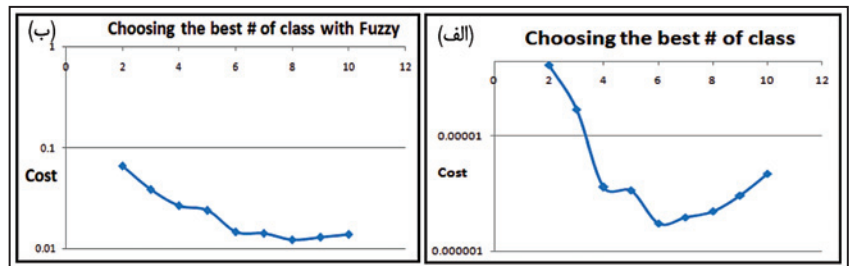 (ب) Choosing the best # of class with Fuzzy
1
0 2 4 6 8 10 12
0.1
Cost
0.01
(الف) Choosing the best # of class
0 2 4 6 8 10 12
0.00001
Cost
0.000001